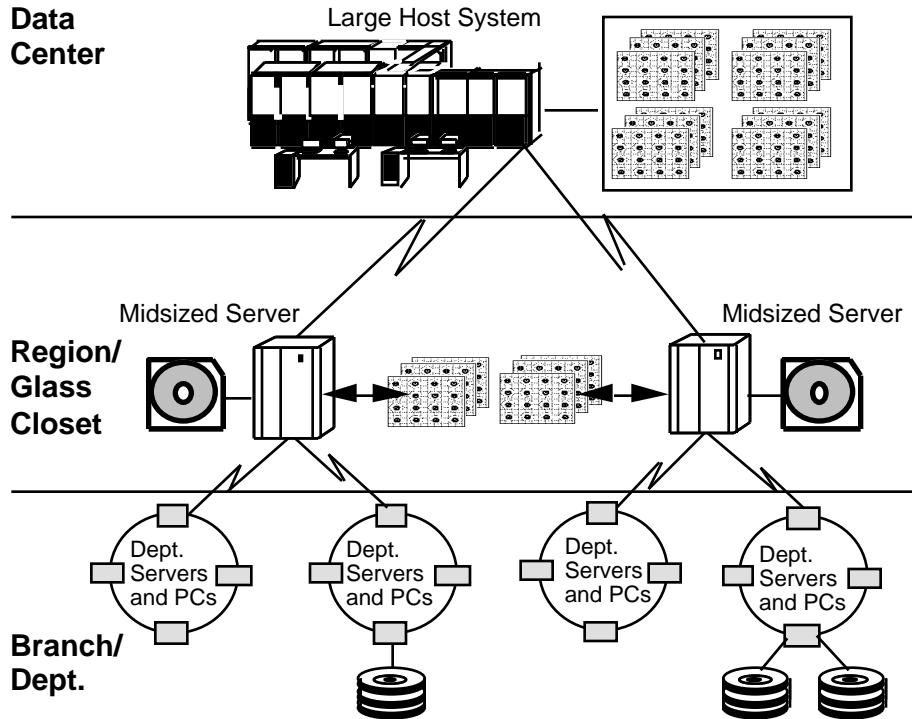 Data
Center
Large Host System
Midsized Server
Midsized Server
Region/
Glass
Closet
Dept.
Servers
and PCs
Dept.
Servers
and PCs
Dept.
Servers
and PCs
Dept.
Servers
and PCs
Branch/
Dept.